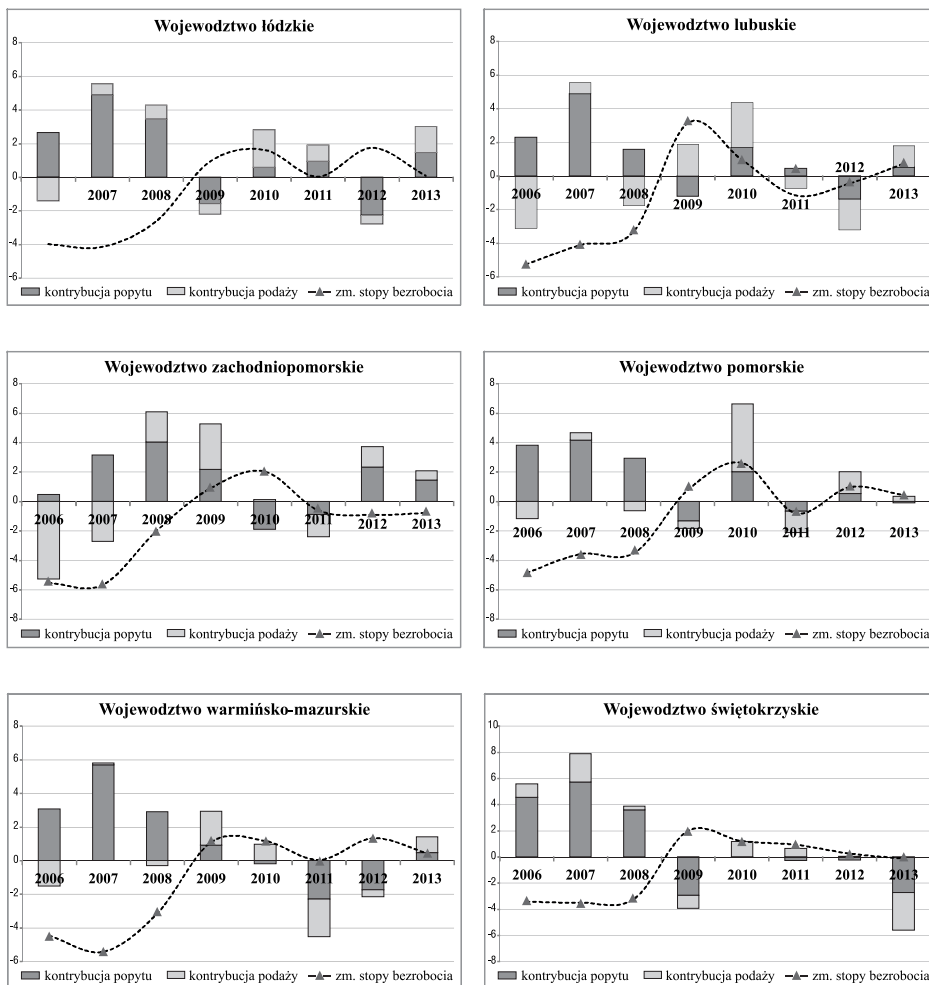 Wojewodztwo łódzkie
8
6
4
2
0
-2
-4
-6
2007 2008 2009 2010 2011 2012 2013
kontrybucja popytu kontrybucja podaży zm. stopy bezrobocia
Wojewodztwo lubuskie
8
6
4
2
0
-2
-4
-6
2006 2007 2008 2009 2010 2011 2012 2013
kontrybucja popytu kontrybucja podaży zm. stopy bezrobocia
Wojewodztwo zachodniopomorskie
8
6
4
2
0
-2
-4
-6
-8
2006 2007 2008 2009 2010 2011 2012 2013
kontrybucja popytu kontrybucja podaży zm. stopy bezrobocia
Wojewodztwo pomorskie
8
6
4
2
0
-2
-4
-6
-8
2006 2007 2008 2009 2010 2011 2012 2013
kontrybucja popytu kontrybucja podaży zm. stopy bezrobocia
Wojewodztwo warmińsko-mazurskie
8
6
4
2
0
-2
-4
-6
2006 2007 2008 2009 2010 2011 2012 2013
kontrybucja popytu kontrybucja podaży zm. stopy bezrobocia
Wojewodztwo świętokrzyskie
10
8
6
4
2
0
-2
-4
-6
-8
2006 2007 2008 2009 2010 2011 2012 2013
kontrybucja popytu kontrybucja podaży zm. stopy bezrobocia